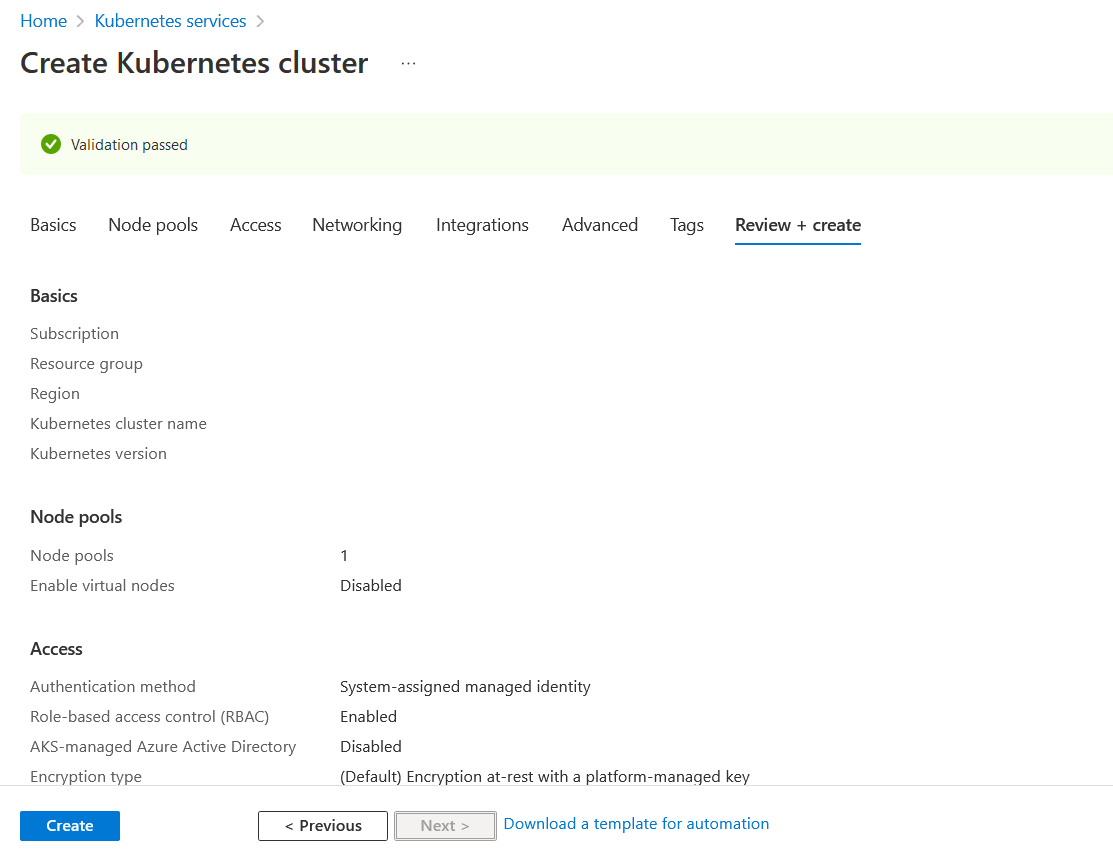 Home > Kubernetes services >
Create Kubernetes cluster ...
Validation passed
Basics Node pools Access Networking Integrations Advanced Tags Review + create
Basics
Subscription
Resource group
Region
Kubernetes cluster name
Kubernetes version
Node pools
Node pools 1
Enable virtual nodes Disabled
Access
Authentication method System-assigned managed identity
Role-based access control (RBAC) Enabled
AKS-managed Azure Active Directory Disabled
Encryption type (Default) Encryption at-rest with a platform-managed key
Create < Previous Next > Download a template for automation